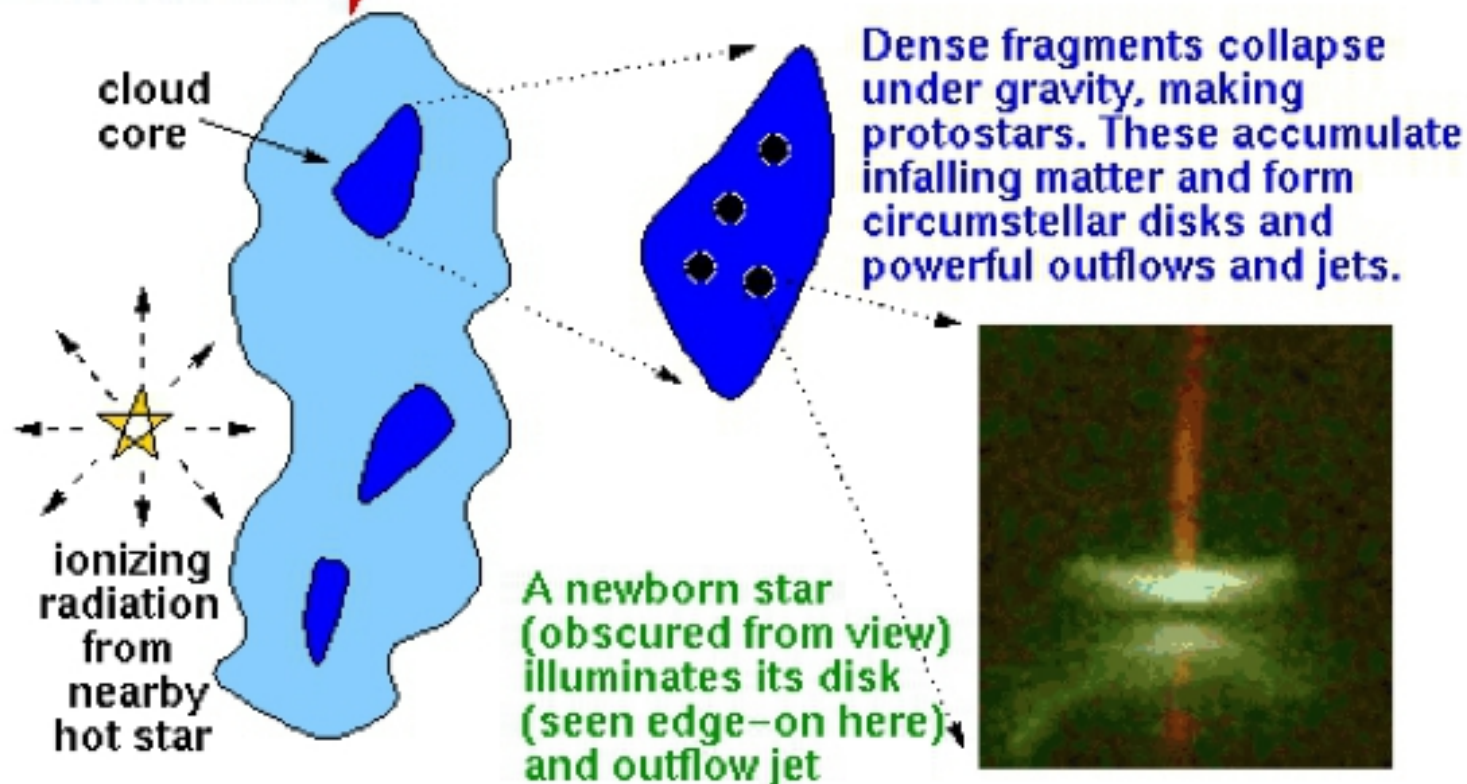 cloud
core
Dense fragments collapse
under gravity, making
protostars. These accumulate
infalling matter and form
circumstellar disks and
powerful outflows and jets.
ionizing
radiation
from
nearby
hot star
A newborn star
(obscured from view)
illuminates its disk
(seen edge-on here)
and outflow jet